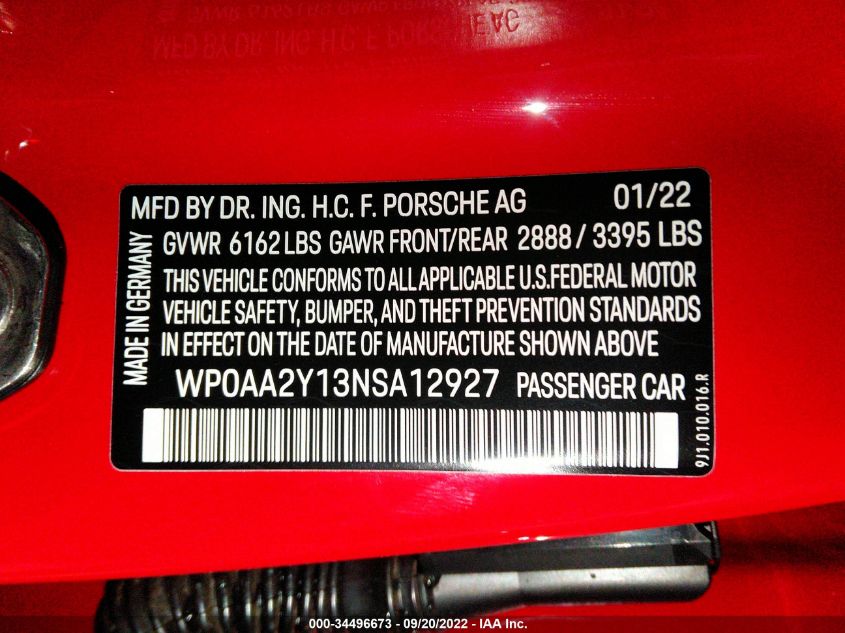 MFD BY DR. ING. H.C. F. PORSCHE AG 01/22
GVWR 6162 LBS GAWR FRONT/REAR 2888 / 3395 LBS
THIS VEHICLE CONFORMS TO ALL APPLICABLE U.S. FEDERAL MOTOR
VEHICLE SAFETY, BUMPER, AND THEFT PREVENTION STANDARDS
IN EFFECT ON THE DATE OF MANUFACTURE SHOWN ABOVE
MADE IN GERMANY
WP0AA2Y13NSA12927 PASSENGER CAR
9J1.010.016.R
000-34496673 - 09/20/2022 - IAA Inc.